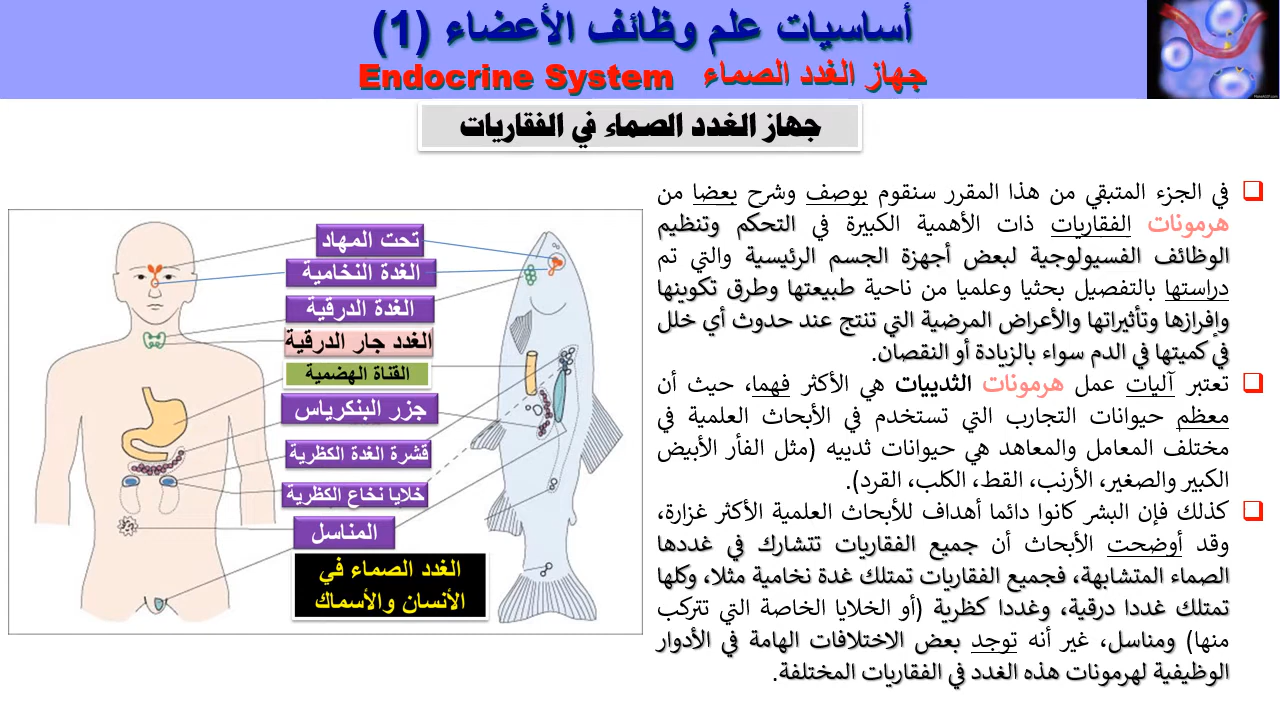 أساسيات علم وظائف الأعضاء (1)
جهاز الغدد الصماء Endocrine System
جهاز الغدد الصماء في الفقاريات
في الجزء المتبقي من هذا المقرر سنقوم بوصف وشرح بعضا من
هرمونات الفقاريات ذات الأهمية الكبيرة في التحكم وتنظيم
الوظائف الفسيولوجية لبعض أجهزة الجسم الرئيسية والتي تم
دراستها بالتفصيل بحثيا وعلميا من ناحية طبيعتها وطرق تكوينها
وإفرازها وتأثيراتها والأعراض المرضية التي تنتج عند حدوث أي خلل
في كميتها في الدم سواء بالزيادة أو النقصان.
تعتبر آليات عمل هرمونات الثدييات هي الأكثر فهما، حيث أن
معظم حيوانات التجارب التي تستخدم في الأبحاث العلمية في
مختلف المعامل والمعاهد هي حيوانات ثدييه (مثل الفأر الأبيض
الكبير والصغير، الأرنب، القط، الكلب، القرد).
كذلك فإن البشر كانوا دائما أهداف للأبحاث العلمية الأكثر غزارة،
وقد أوضحت الأبحاث أن جميع الفقاريات تتشارك في غددها
الصماء المتشابهة، فجميع الفقاريات تمتلك غدة نخامية مثلا، وكلها
تمتلك غددا درقية، وغددا كظرية (أو الخلايا الخاصة التي تتركب
منها) ومناسل، غير أنه توجد بعض الاختلافات الهامة في الأدوار
الوظيفية لهرمونات هذه الغدد في الفقاريات المختلفة.
تحت المهاد
الغدة النخامية
الغدة الدرقية
الغدد جار الدرقية
القناة الهضمية
جزر البنكرياس
قشرة الغدة الكظرية
خلايا نخاع الكظرية
المناسل
الغدد الصماء في
الأنسان والأسماك